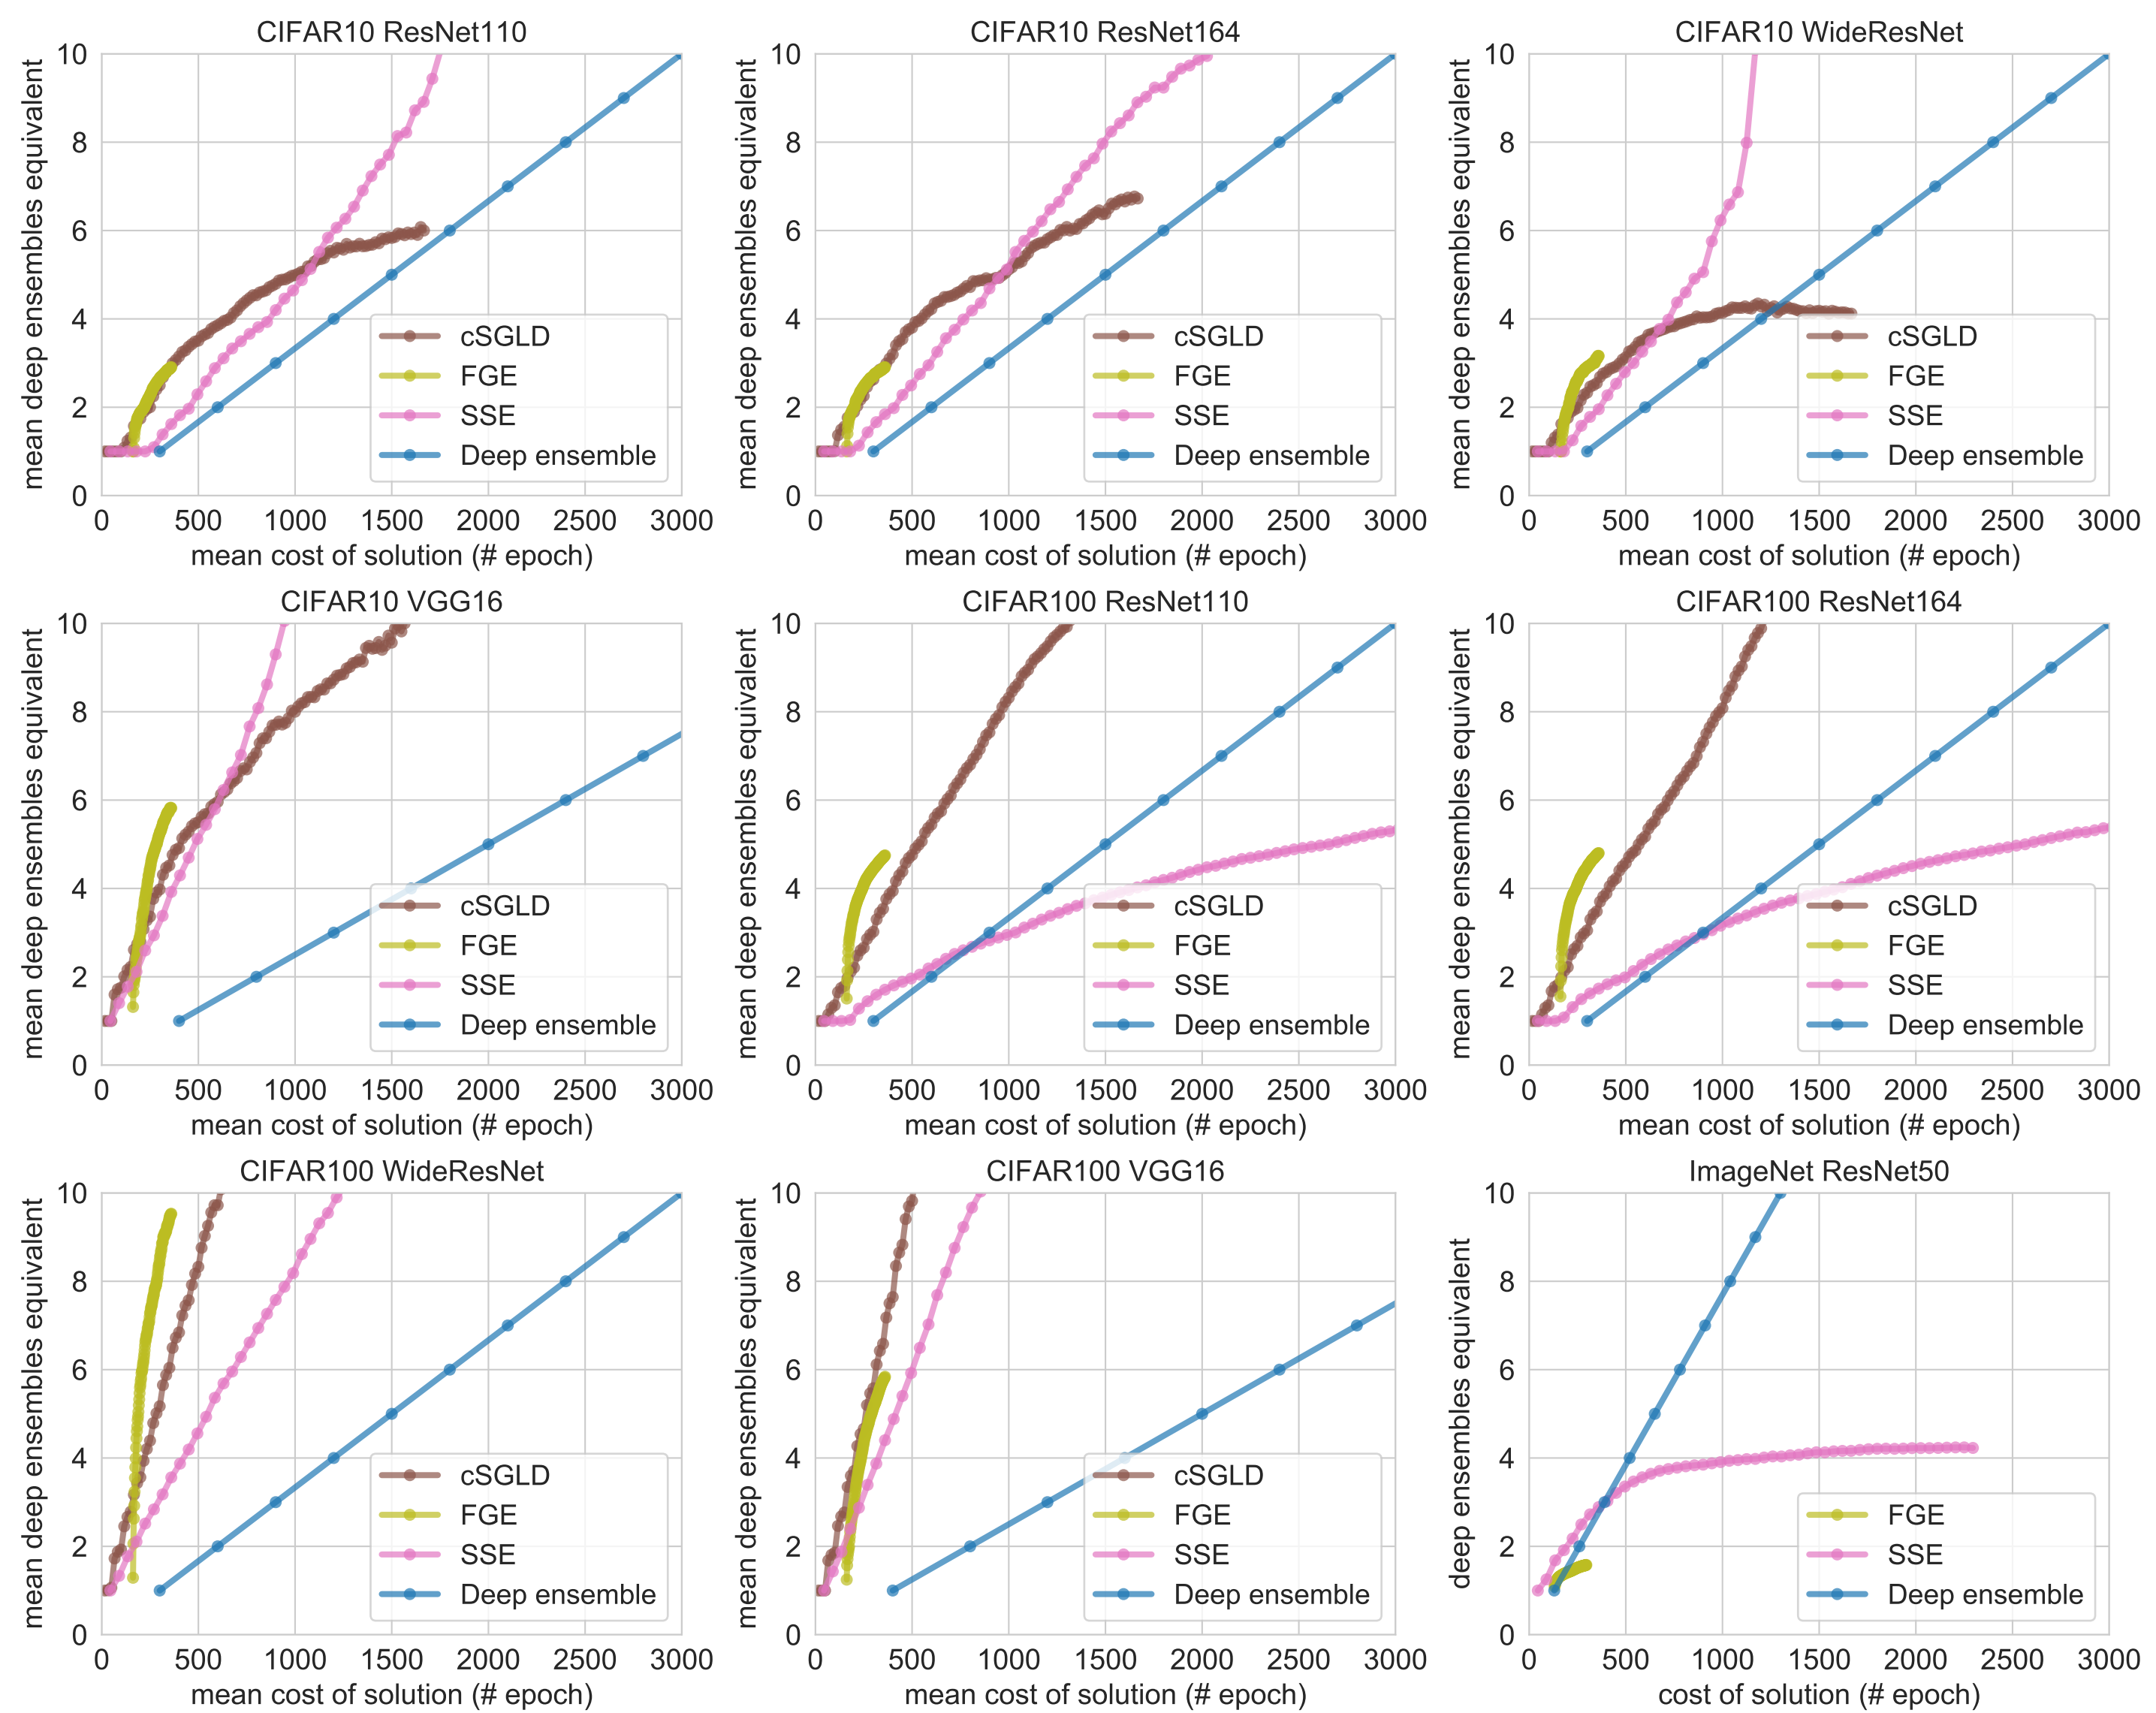 CIFAR10 ResNet110
mean deep ensembles equivalent
10
8
6
4
2
0
cSGLD
FGE
SSE
Deep ensemble
0 500 1000 1500 2000 2500 3000
mean cost of solution (# epoch)
CIFAR10 ResNet164
mean deep ensembles equivalent
10
8
6
4
2
0
cSGLD
FGE
SSE
Deep ensemble
0 500 1000 1500 2000 2500 3000
mean cost of solution (# epoch)
CIFAR10 WideResNet
mean deep ensembles equivalent
10
8
6
4
2
0
cSGLD
FGE
SSE
Deep ensemble
0 500 1000 1500 2000 2500 3000
mean cost of solution (# epoch)
CIFAR10 VGG16
mean deep ensembles equivalent
10
8
6
4
2
0
cSGLD
FGE
SSE
Deep ensemble
0 500 1000 1500 2000 2500 3000
mean cost of solution (# epoch)
CIFAR100 ResNet110
mean deep ensembles equivalent
10
8
6
4
2
0
cSGLD
FGE
SSE
Deep ensemble
0 500 1000 1500 2000 2500 3000
mean cost of solution (# epoch)
CIFAR100 ResNet164
mean deep ensembles equivalent
10
8
6
4
2
0
cSGLD
FGE
SSE
Deep ensemble
0 500 1000 1500 2000 2500 3000
mean cost of solution (# epoch)
CIFAR100 WideResNet
mean deep ensembles equivalent
10
8
6
4
2
0
cSGLD
FGE
SSE
Deep ensemble
0 500 1000 1500 2000 2500 3000
mean cost of solution (# epoch)
CIFAR100 VGG16
mean deep ensembles equivalent
10
8
6
4
2
0
cSGLD
FGE
SSE
Deep ensemble
0 500 1000 1500 2000 2500 3000
mean cost of solution (# epoch)
ImageNet ResNet50
deep ensembles equivalent
10
8
6
4
2
0
FGE
SSE
Deep ensemble
0 500 1000 1500 2000 2500 3000
cost of solution (# epoch)